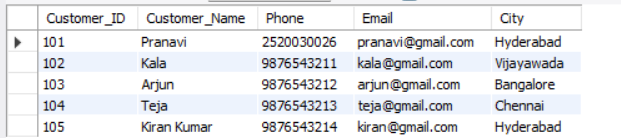 Customer_ID Customer_Name Phone Email City
101 Pranavi 2520030026 pranavi@gmail.com Hyderabad
102 Kala 9876543211 kala@gmail.com Vijayawada
103 Arjun 9876543212 arjun@gmail.com Bangalore
104 Teja 9876543213 teja@gmail.com Chennai
105 Kiran Kumar 9876543214 kiran@gmail.com Hyderabad